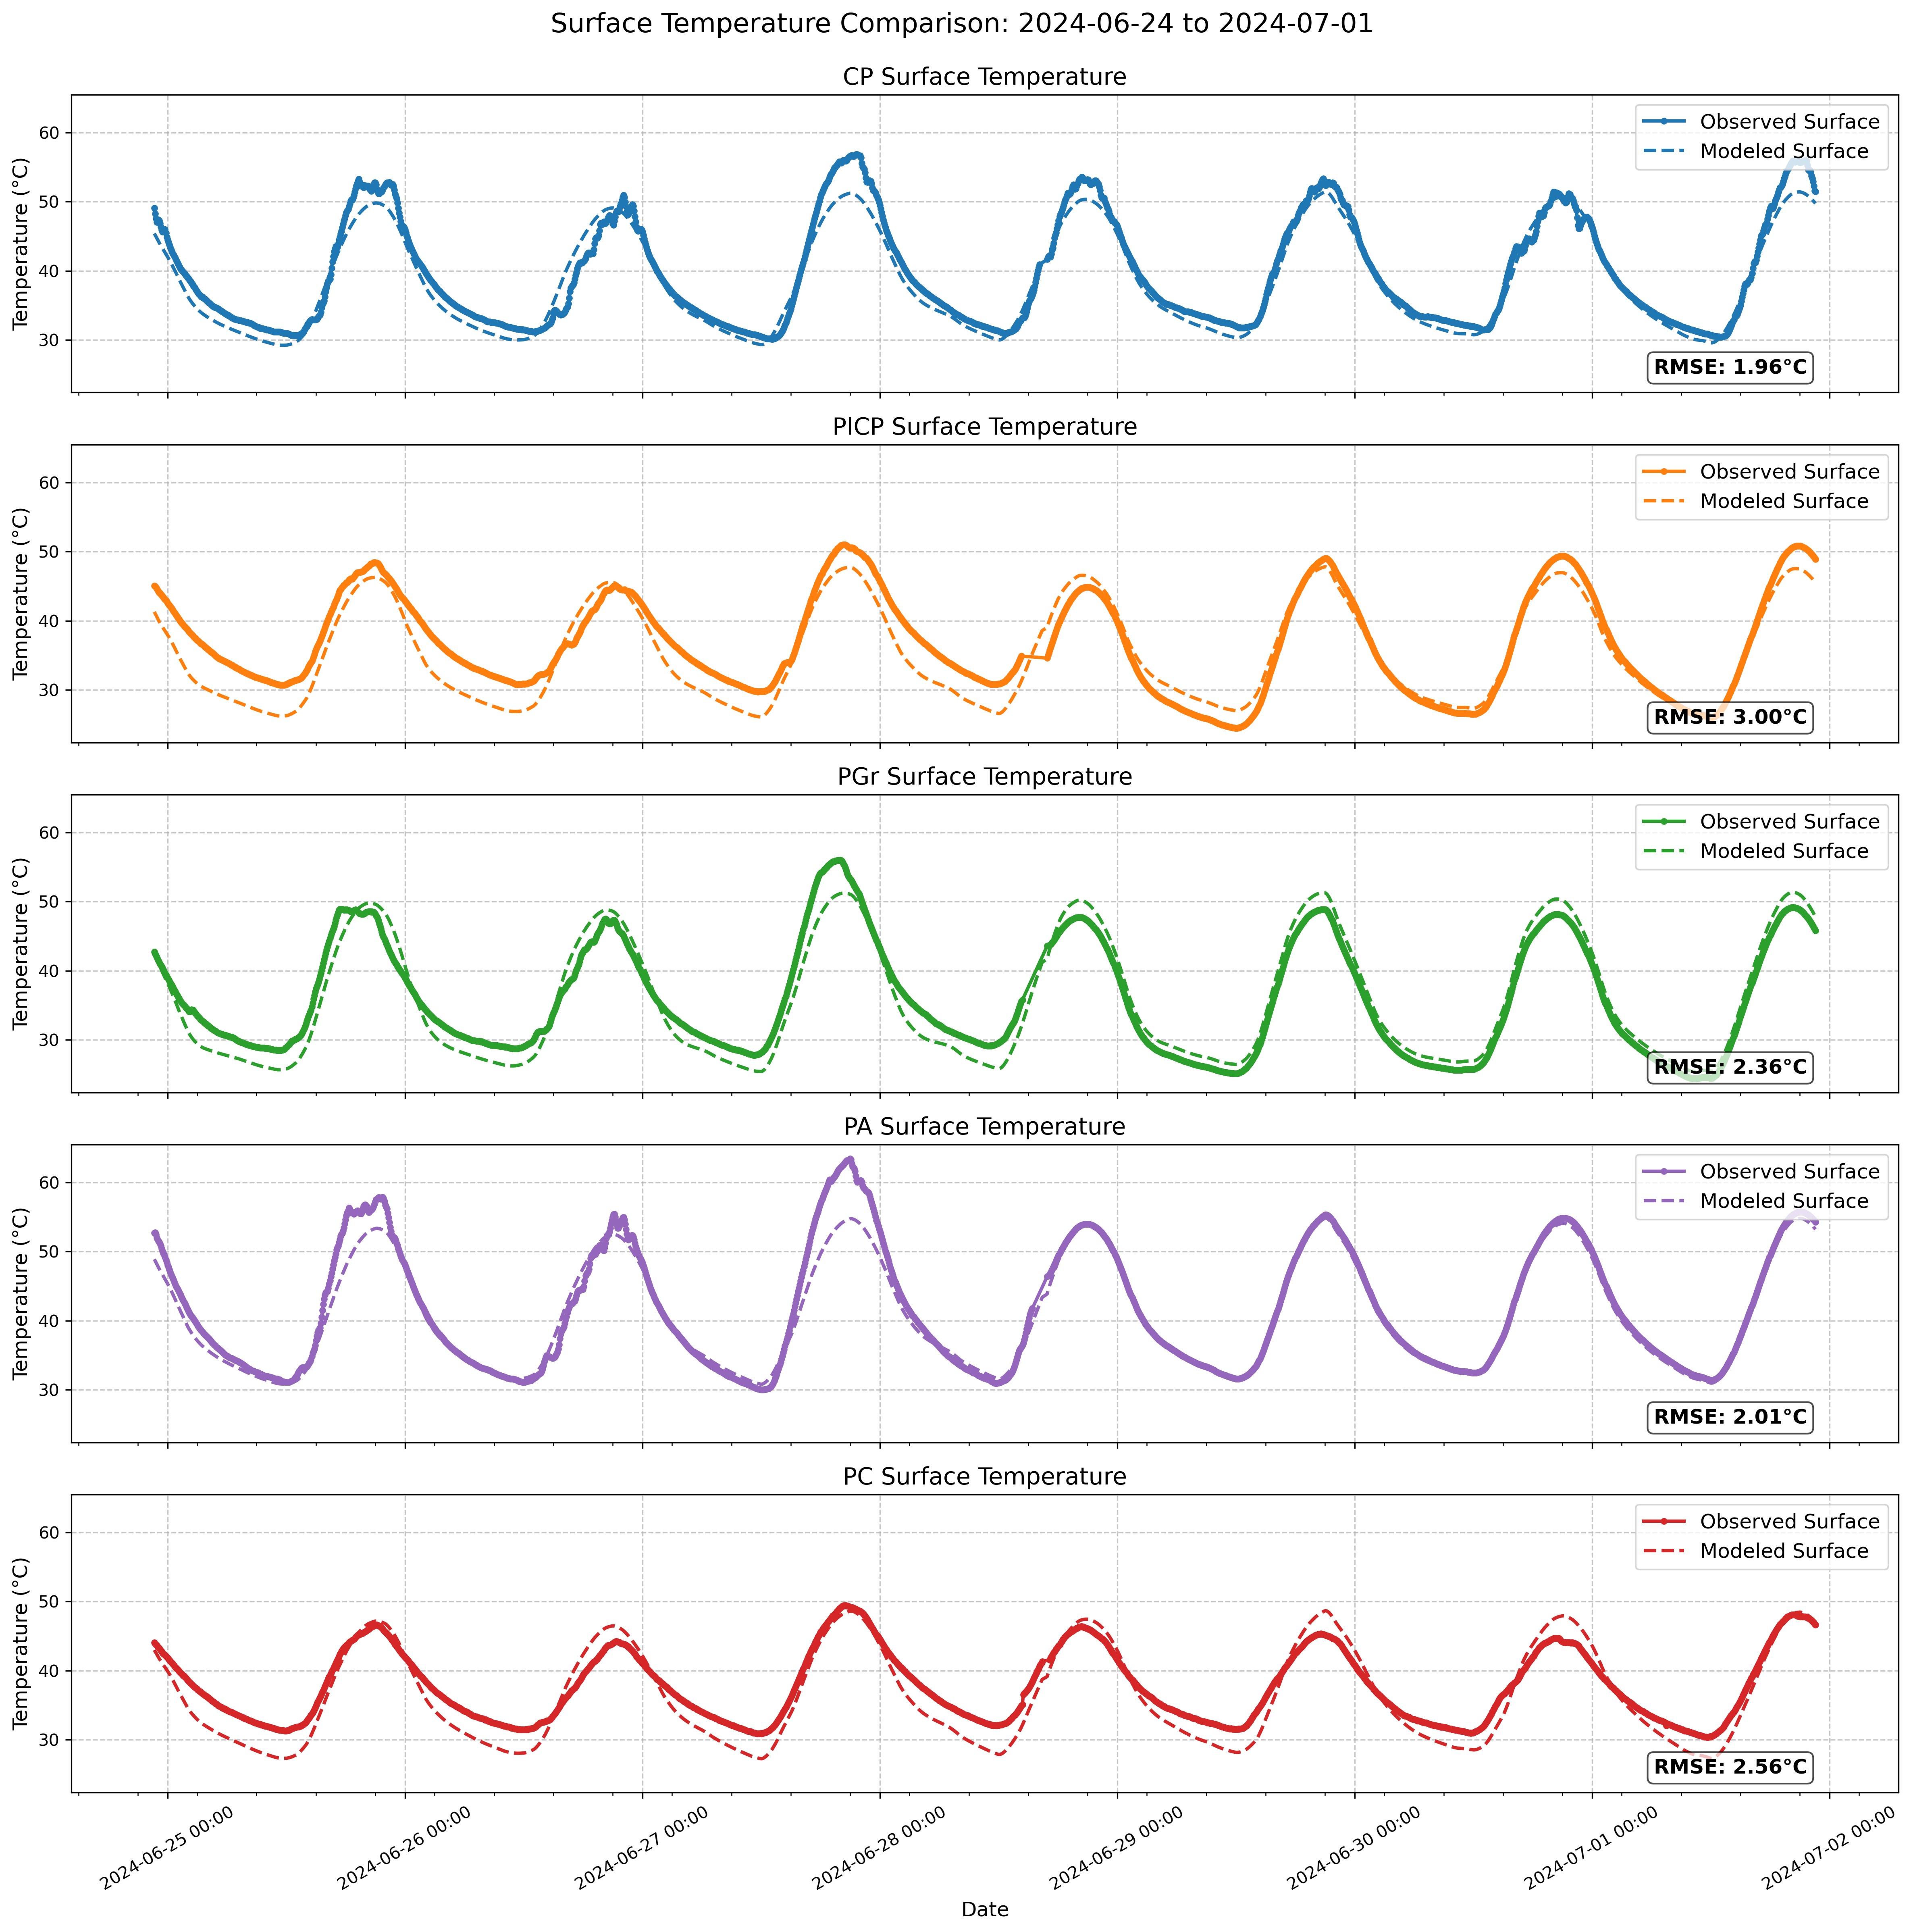 Surface Temperature Comparison: 2024-06-24 to 2024-07-01
CP Surface Temperature
Temperature (°C)
60
50
40
30
Observed Surface
Modeled Surface
RMSE: 1.96°C
PICP Surface Temperature
Temperature (°C)
60
50
40
30
Observed Surface
Modeled Surface
RMSE: 3.00°C
PGr Surface Temperature
Temperature (°C)
60
50
40
30
Observed Surface
Modeled Surface
RMSE: 2.36°C
PA Surface Temperature
Temperature (°C)
60
50
40
30
Observed Surface
Modeled Surface
RMSE: 2.01°C
PC Surface Temperature
Temperature (°C)
60
50
40
30
Observed Surface
Modeled Surface
RMSE: 2.56°C
2024-06-25 00:00
2024-06-26 00:00
2024-06-27 00:00
2024-06-28 00:00
2024-06-29 00:00
2024-06-30 00:00
2024-07-01 00:00
2024-07-02 00:00
Date